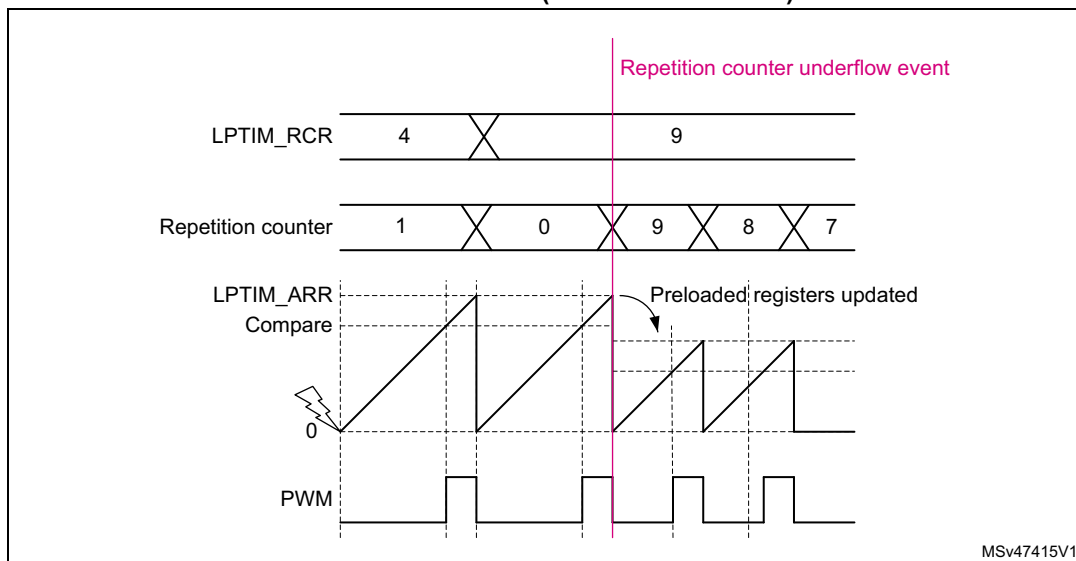 Repetition counter underflow event
LPTIM_RCR 4 9
Repetition counter 1 0 9 8 7
LPTIM_ARR Preloaded registers updated
Compare
0
PWM
MSv47415V1